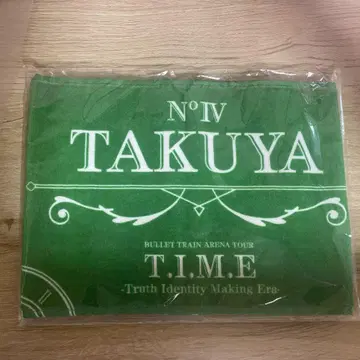 NºIV
TAKUYA
BULLET TRAIN ARENA TOUR
T.I.M.E
-Truth Identity Making Era-